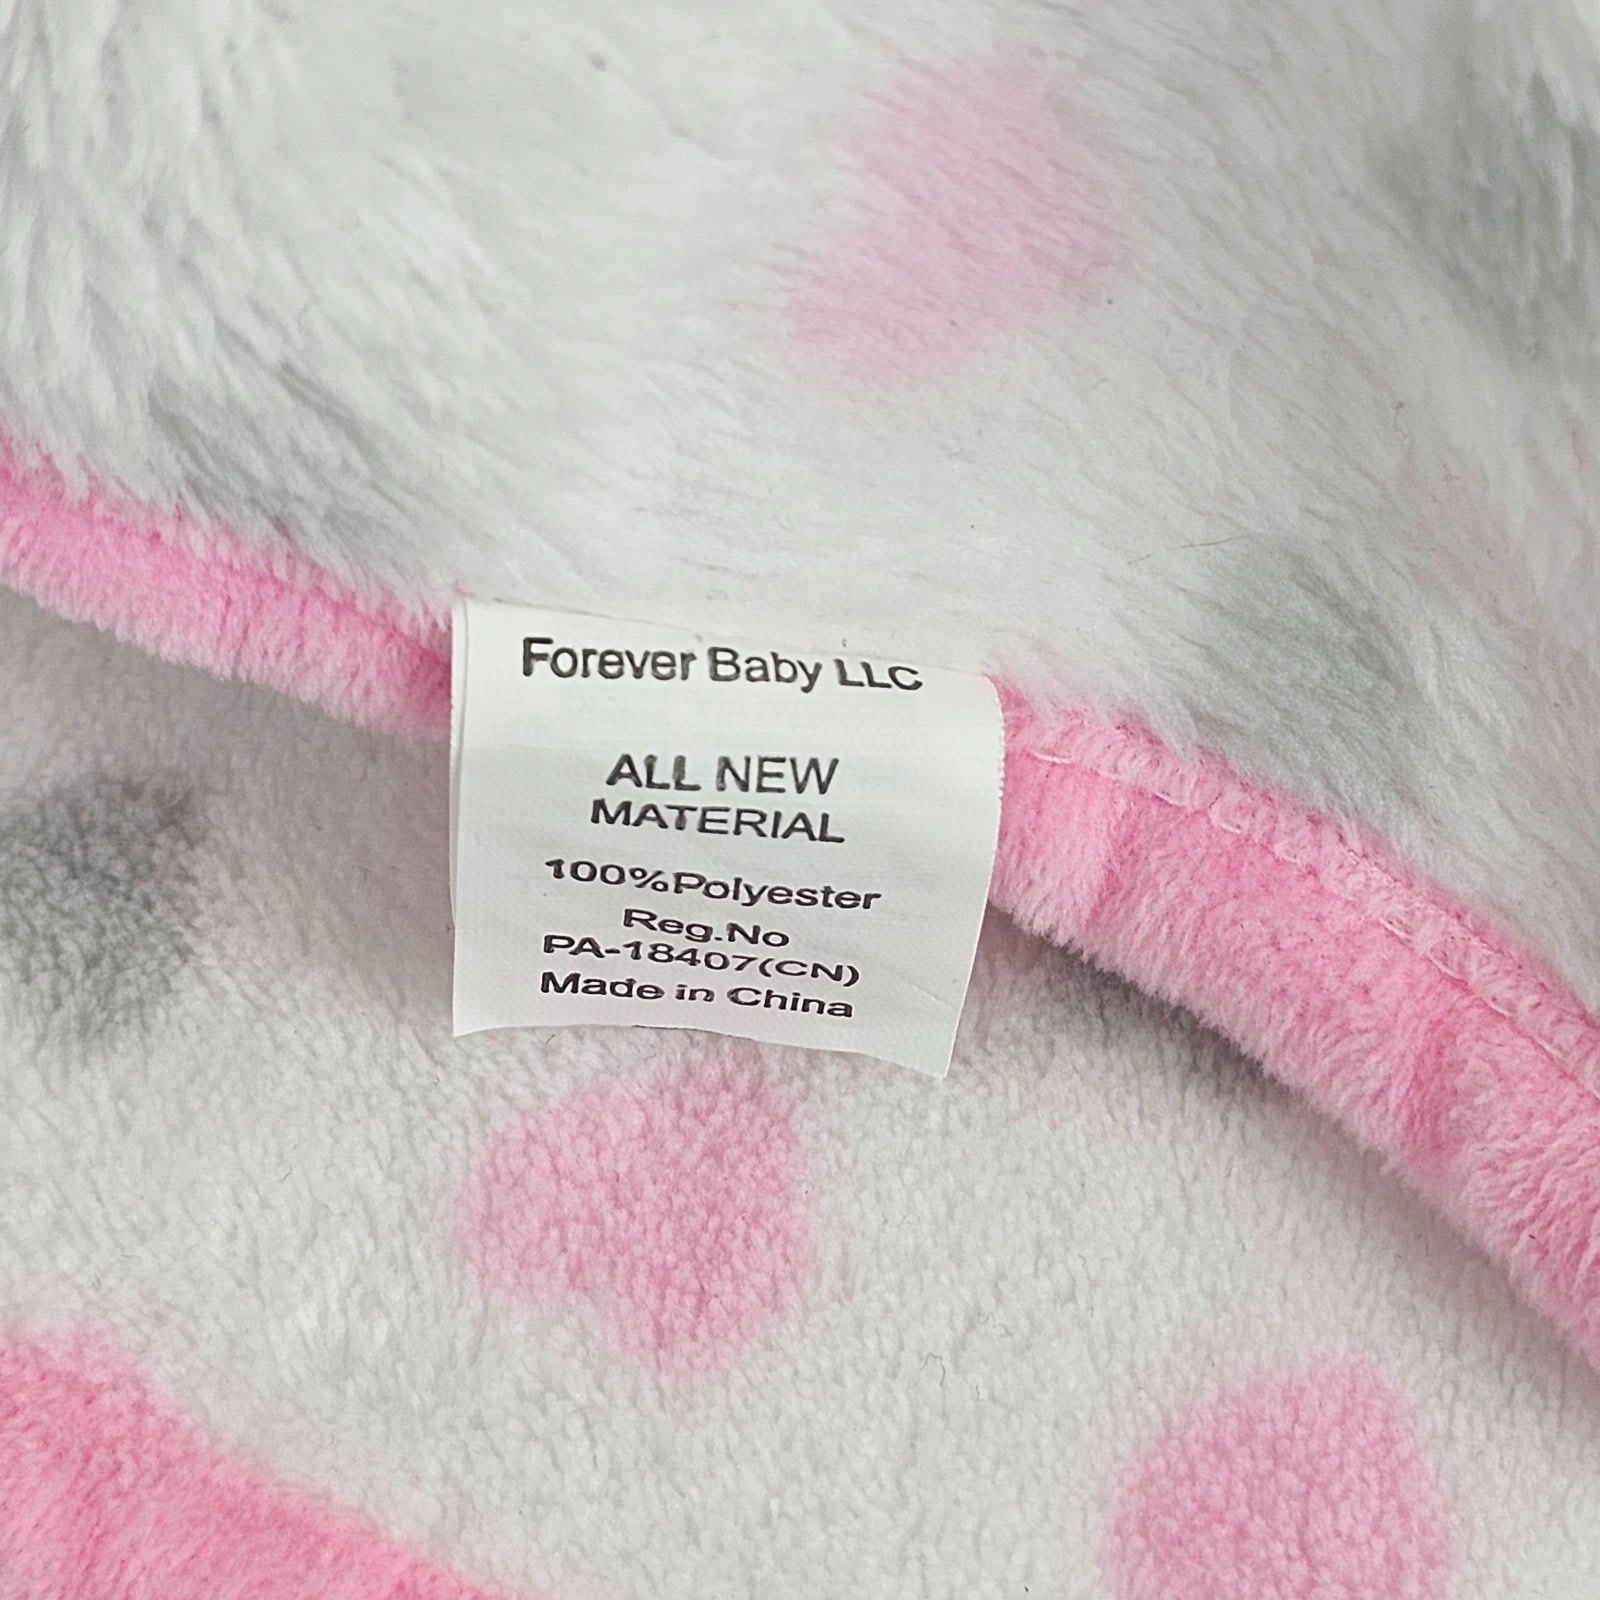 Forever Baby LLC
ALL NEW
MATERIAL
100%Polyester
Reg.No
PA-18407(CN)
Made in China